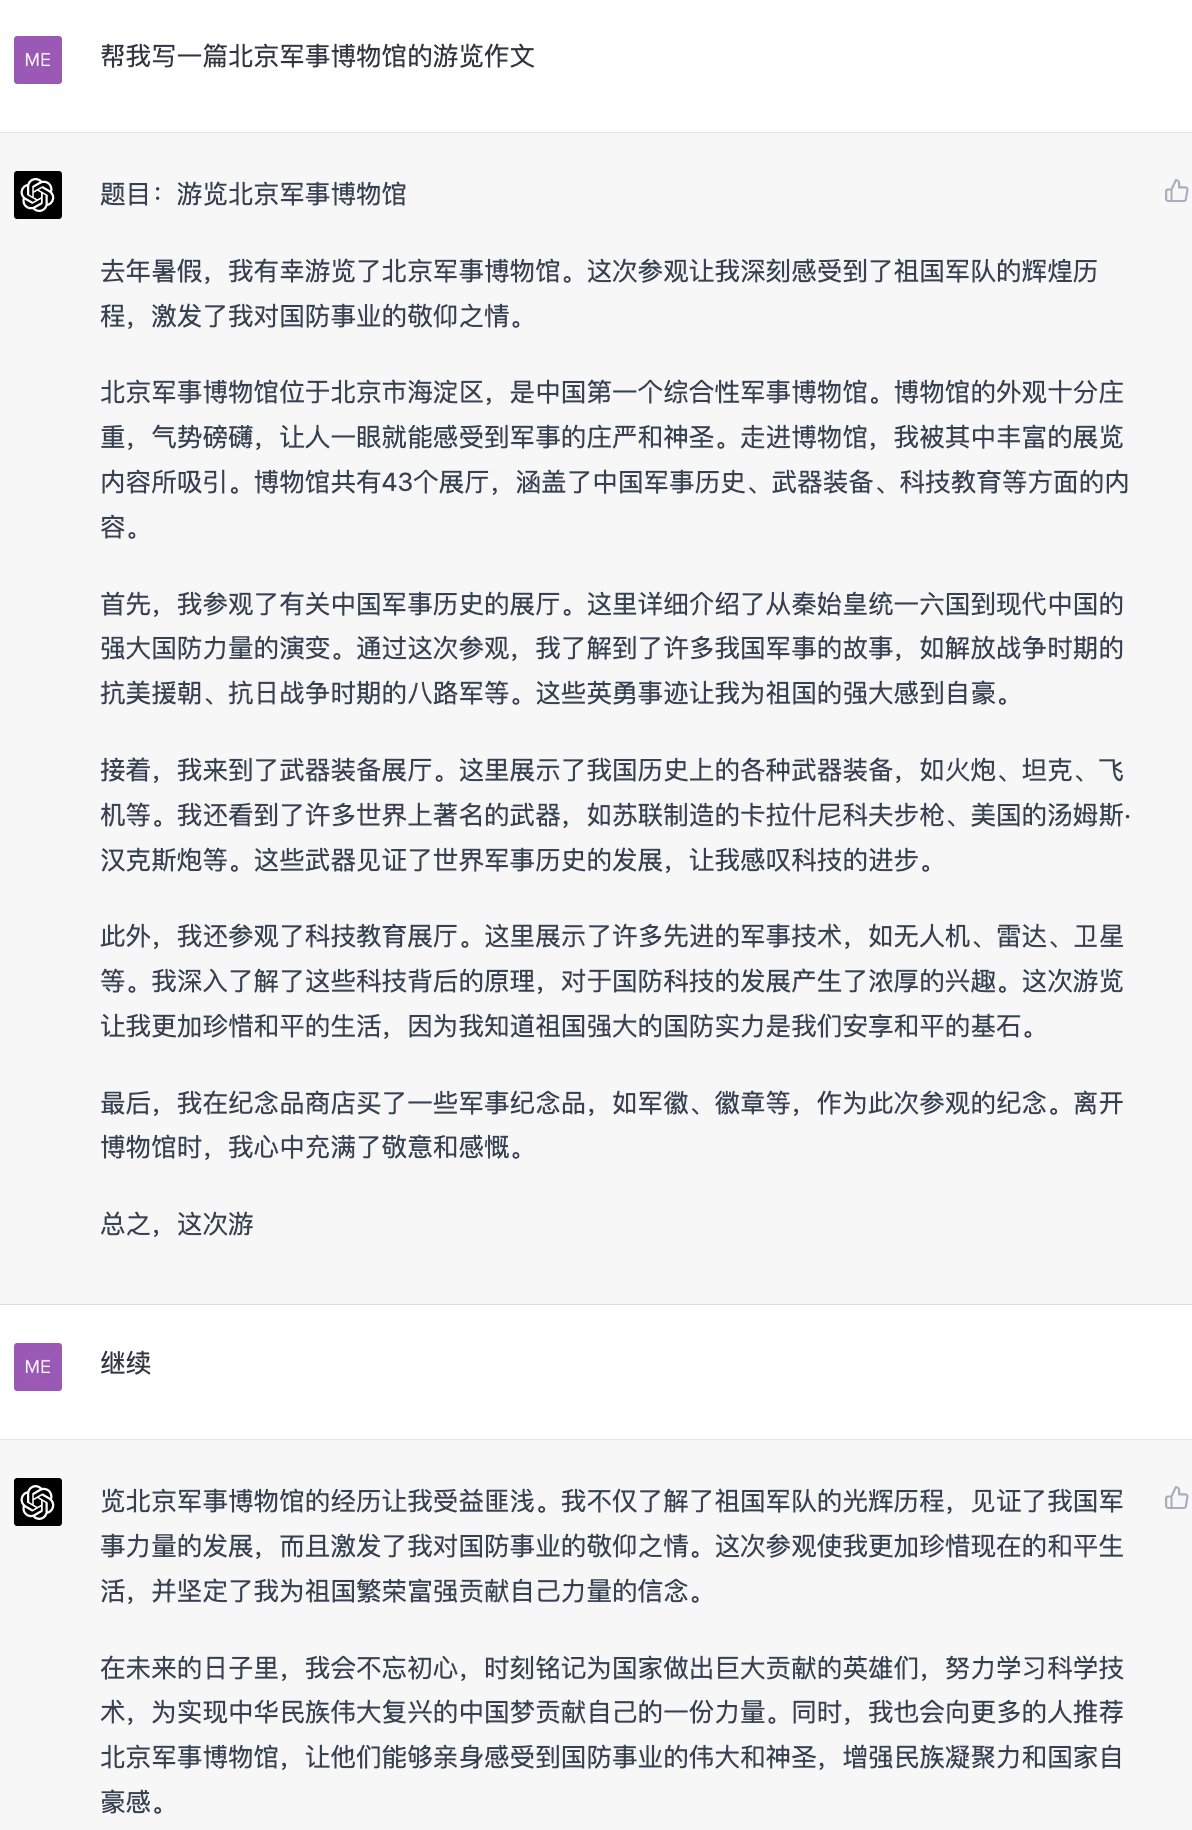 ME
帮我写一篇北京军事博物馆的游览作文
题目：游览北京军事博物馆
去年暑假，我有幸游览了北京军事博物馆。这次参观让我深刻感受到了祖国军队的辉煌历
程，激发了我对国防事业的敬仰之情。
北京军事博物馆位于北京市海淀区，是中国第一个综合性军事博物馆。博物馆的外观十分庄
重，气势磅礴，让人一眼就能感受到军事的庄严和神圣。走进博物馆，我被其中丰富的展览
内容所吸引。博物馆共有43个展厅，涵盖了中国军事历史、武器装备、科技教育等方面的内
容。
首先，我参观了有关中国军事历史的展厅。这里详细介绍了从秦始皇统一六国到现代中国的
强大国防力量的演变。通过这次参观，我了解到了许多我国军事的故事，如解放战争时期的
抗美援朝、抗日战争时期的八路军等。这些英勇事迹让我为祖国的强大感到自豪。
接着，我来到了武器装备展厅。这里展示了我国历史上的各种武器装备，如火炮、坦克、飞
机等。我还看到了许多世界上著名的武器，如苏联制造的卡拉什尼科夫步枪、美国的汤姆斯·
汉克斯炮等。这些武器见证了世界军事历史的发展，让我感叹科技的进步。
此外，我还参观了科技教育展厅。这里展示了许多先进的军事技术，如无人机、雷达、卫星
等。我深入了解了这些科技背后的原理，对于国防科技的发展产生了浓厚的兴趣。这次游览
让我更加珍惜和平的生活，因为我知道祖国强大的国防实力是我们安享和平的基石。
最后，我在纪念品商店买了一些军事纪念品，如军徽、徽章等，作为此次参观的纪念。离开
博物馆时，我心中充满了敬意和感慨。
总之，这次游
ME
继续
览北京军事博物馆的经历让我受益匪浅。我不仅了解了祖国军队的光辉历程，见证了我国军
事力量的发展，而且激发了我对国防事业的敬仰之情。这次参观使我更加珍惜现在的和平生
活，并坚定了我为祖国繁荣富强贡献自己力量的信念。
在未来的日子里，我会不忘初心，时刻铭记为国家做出巨大贡献的英雄们，努力学习科学技
术，为实现中华民族伟大复兴的中国梦贡献自己的一份力量。同时，我也会向更多的人推荐
北京军事博物馆，让他们能够亲身感受到国防事业的伟大和神圣，增强民族凝聚力和国家自
豪感。